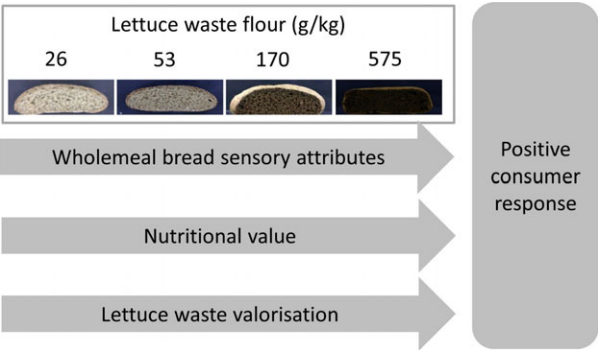 Lettuce waste flour (g/kg)
26 53 170 575
Wholemeal bread sensory attributes
Nutritional value
Lettuce waste valorisation
Positive
consumer
response